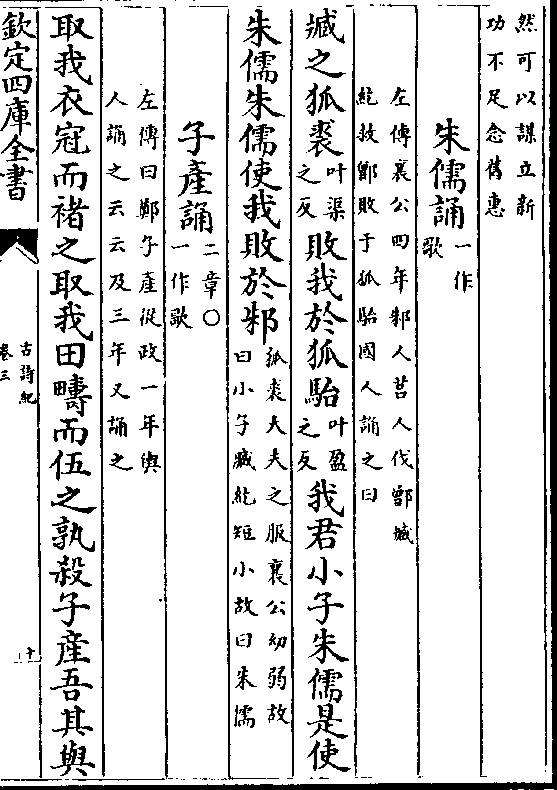 然可以謀立新
功不足念舊惠
朱儒誦一作
歌
左傳襄公四年邾人莒人伐鄫臧
紇救鄫敗于狐駘國人誦之曰
臧之狐裘叶渠
之反敗我於狐駘叶盈
之反我君小子朱儒是使
朱儒朱儒使我敗於邾狐裘大夫之服襄公幼弱故
曰小子臧紇短小故曰朱儒
子產誦二章○
一作歌
左傳曰鄭子產從政一年輿
人誦之云云及三年又誦之
取我衣冠而褚之取我田疇而伍之孰殺子產吾其與
欽定四庫全書
古詩紀
卷三
十